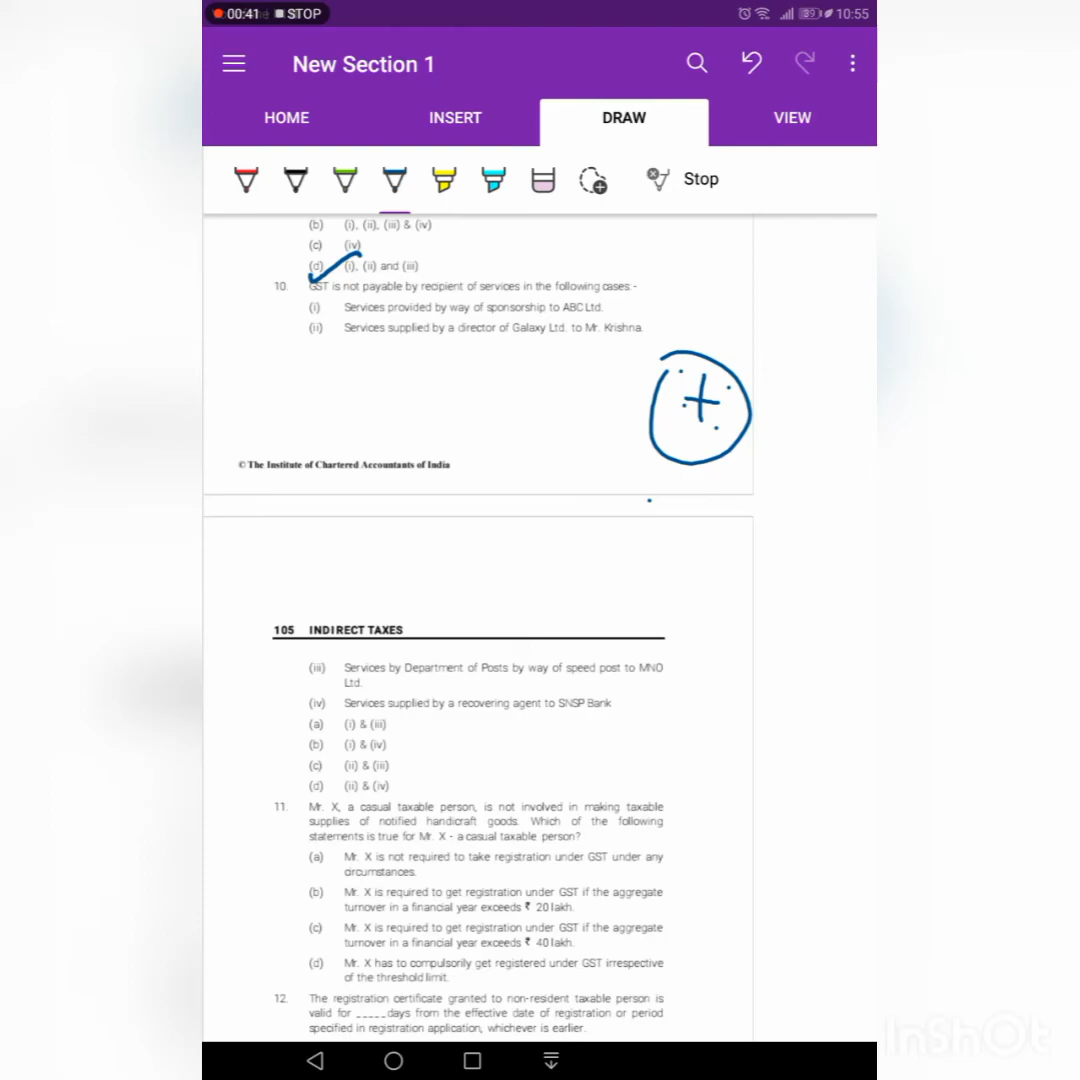 00:41 STOP
89 10:55
New Section 1
HOME INSERT DRAW VIEW
Stop
(b) (i), (ii), (iii) & (iv)
(c) (iv)
(d) (i), (ii) and (iii)
10. GST is not payable by recipient of services in the following cases:-
(i) Services provided by way of sponsorship to ABC Ltd.
(ii) Services supplied by a director of Galaxy Ltd. to Mr. Krishna.
© The Institute of Chartered Accountants of India
105 INDIRECT TAXES
(iii) Services by Department of Posts by way of speed post to MNO
Ltd.
(iv) Services supplied by a recovering agent to SNSP Bank
(a) (i) & (iii)
(b) (i) & (iv)
(c) (ii) & (iii)
(d) (ii) & (iv)
11. Mr. X, a casual taxable person, is not involved in making taxable
supplies of notified handicraft goods. Which of the following
statements is true for Mr. X - a casual taxable person?
(a) Mr. X is not required to take registration under GST under any
circumstances.
(b) Mr. X is required to get registration under GST if the aggregate
turnover in a financial year exceeds ₹ 20 lakh.
(c) Mr. X is required to get registration under GST if the aggregate
turnover in a financial year exceeds ₹ 40 lakh.
(d) Mr. X has to compulsorily get registered under GST irrespective
of the threshold limit.
12. The registration certificate granted to non-resident taxable person is
valid for _____ days from the effective date of registration or period
specified in registration application, whichever is earlier.
InShOt